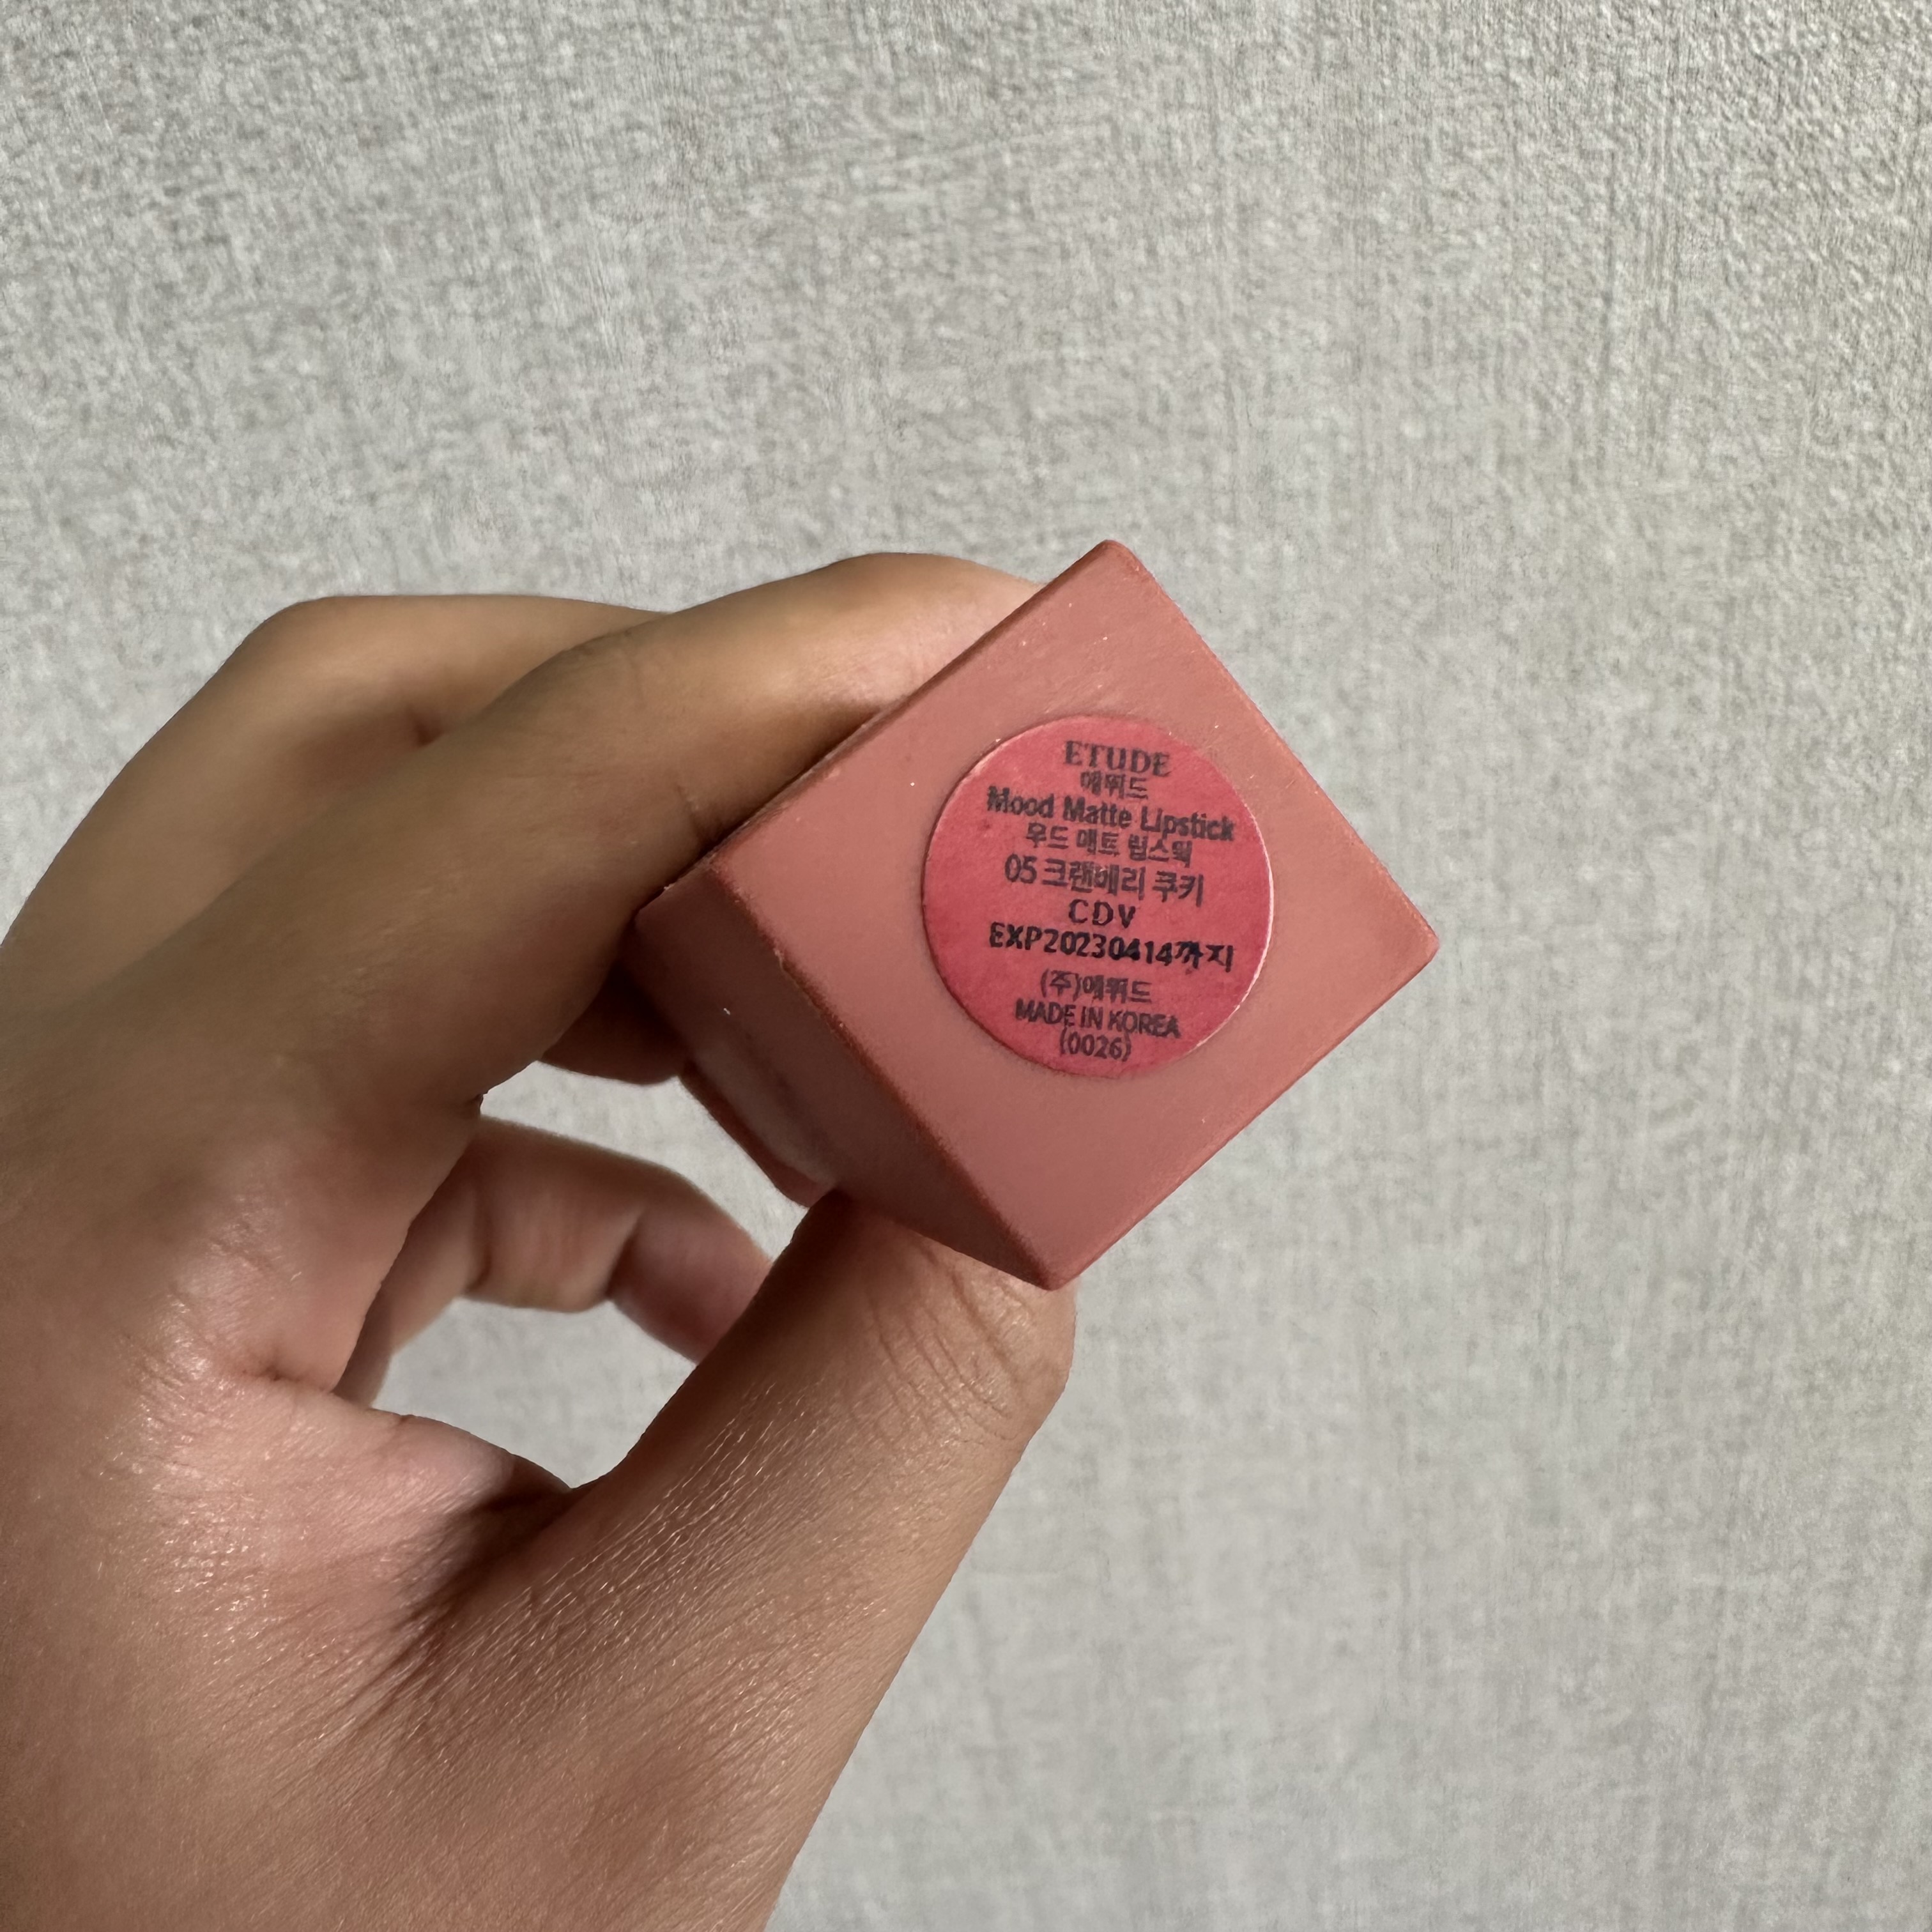 ETUDE
에뛰드
Mood Matte Lipstick
무드 매트 립스틱
05 크랜베리 쿠키
CDV
EXP20230414까지
(주)에뛰드
MADE IN KOREA
(0026)